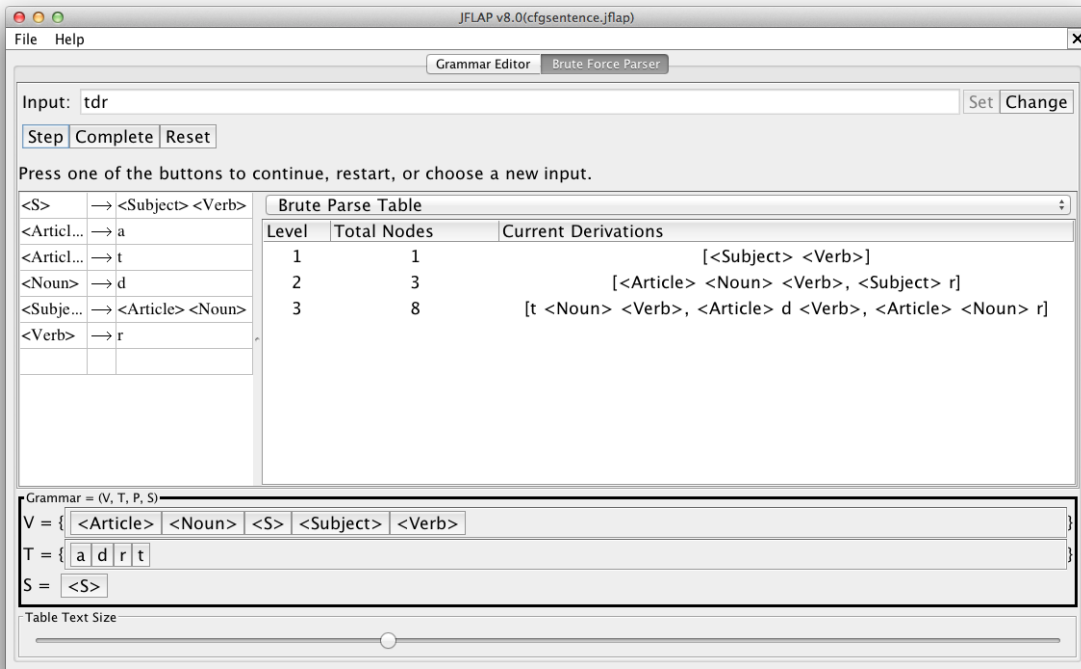 JFLAP v8.0(cfgsentence.jflap)
File Help
Grammar Editor Brute Force Parser
Input: tdr Set Change
Step Complete Reset
Press one of the buttons to continue, restart, or choose a new input.
<S> → <Subject> <Verb>
<Articl... → a
<Articl... → t
<Noun> → d
<Subje... → <Article> <Noun>
<Verb> → r
Brute Parse Table
Level Total Nodes Current Derivations
1 1 [<Subject> <Verb>]
2 3 [<Article> <Noun> <Verb>, <Subject> r]
3 8 [t <Noun> <Verb>, <Article> d <Verb>, <Article> <Noun> r]
Grammar = (V, T, P, S)
V = { <Article> <Noun> <S> <Subject> <Verb> }
T = { a d r t }
S = <S>
Table Text Size